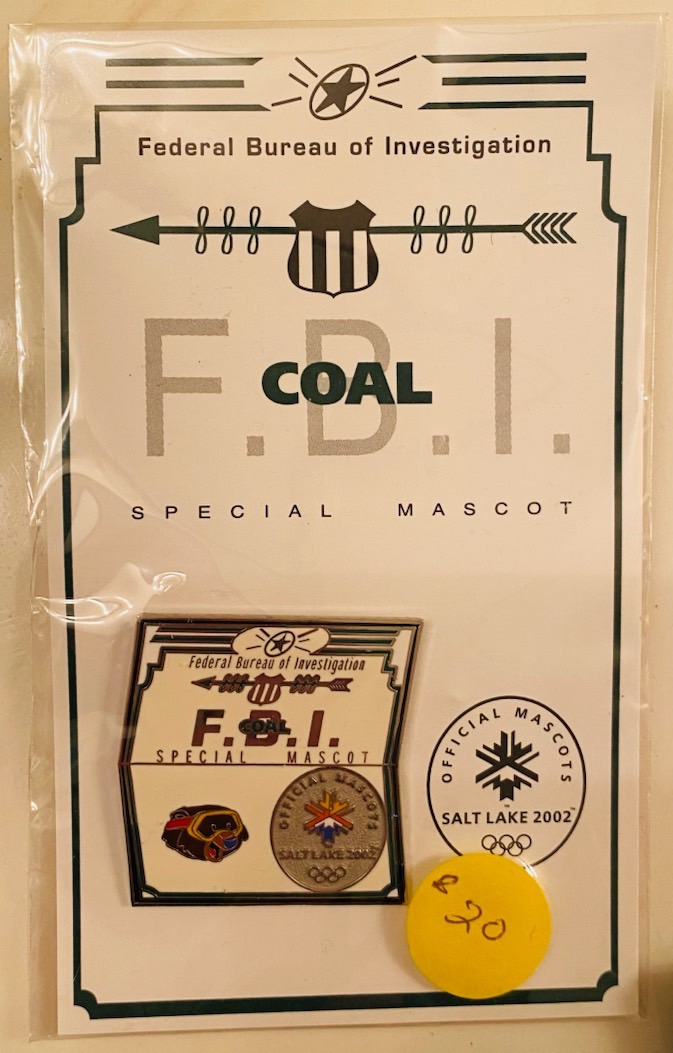 Federal Bureau of Investigation
F.B.I.
COAL
SPECIAL MASCOT
Federal Bureau of Investigation
F.B.I.
COAL
SPECIAL MASCOT
OFFICIAL MASCOTS
SALT LAKE 2002
OFFICIAL MASCOTS
™
SALT LAKE 2002
$20